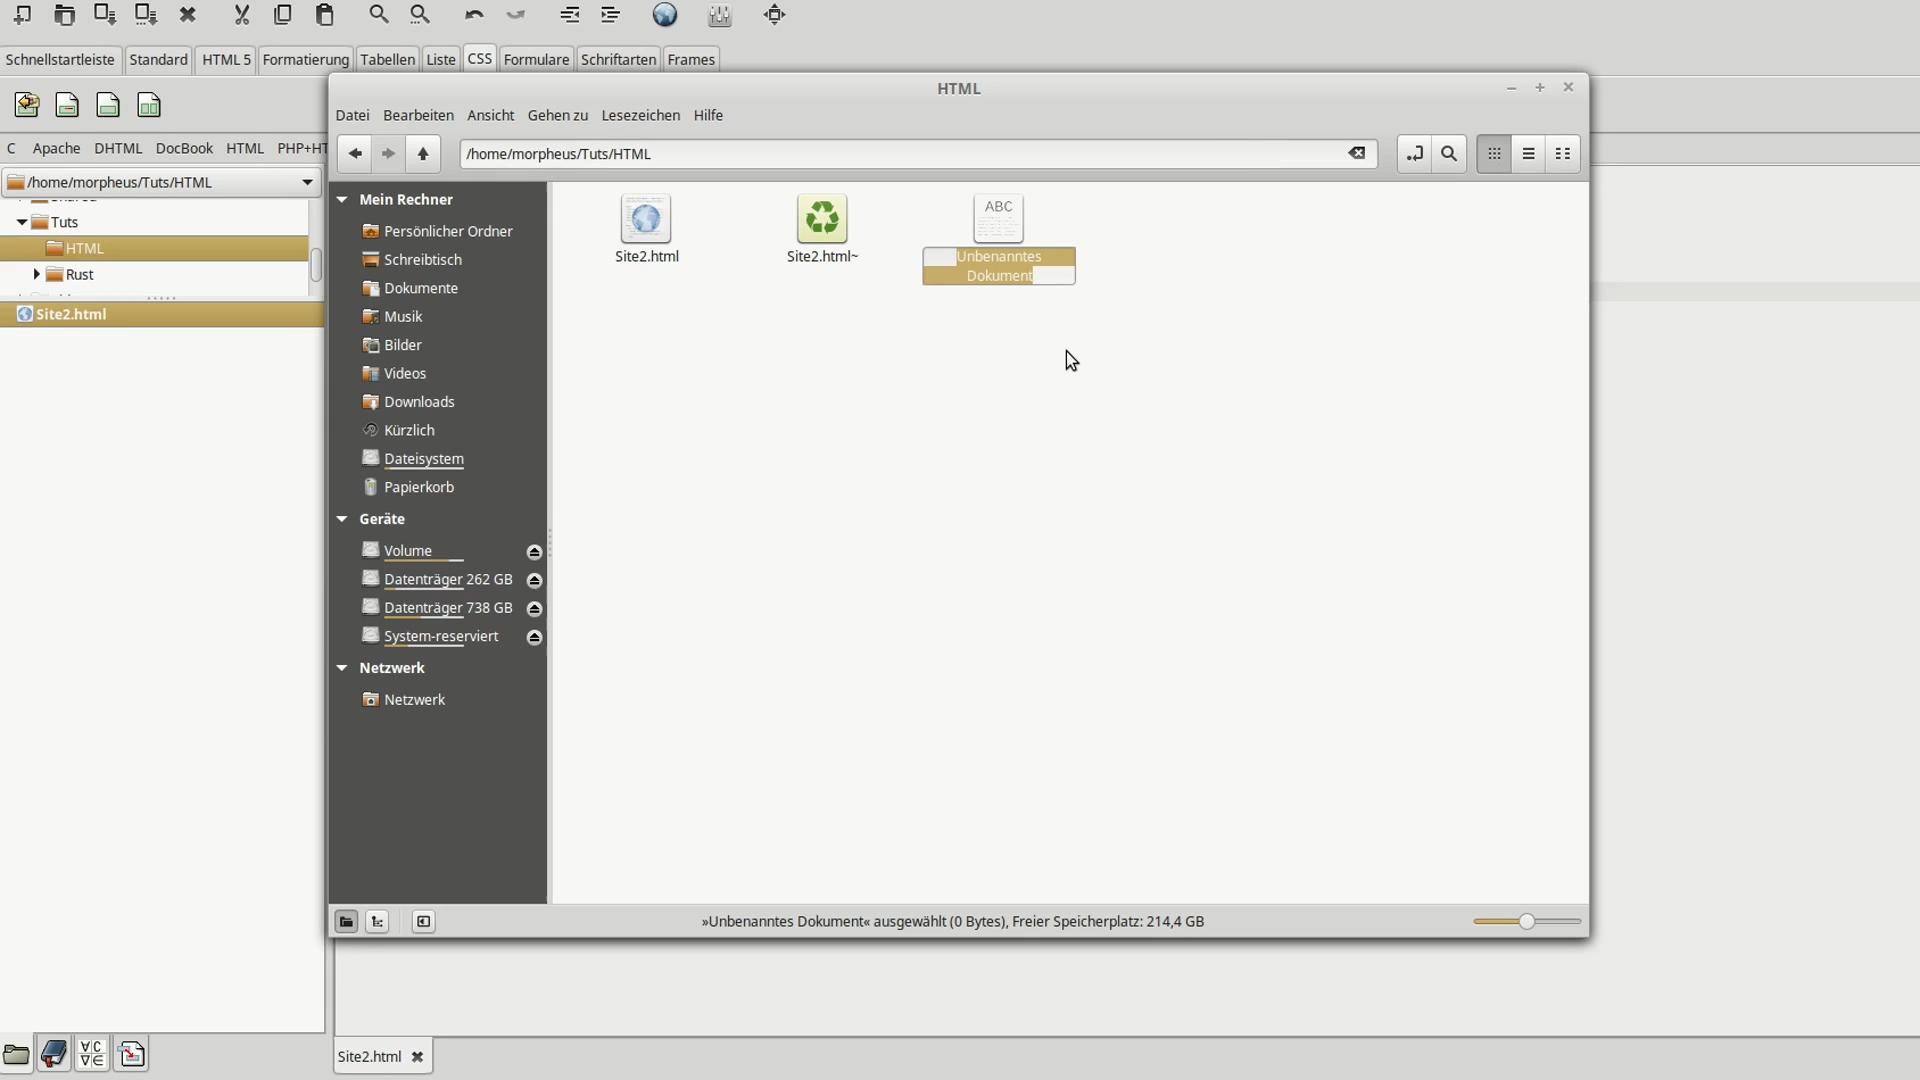 Schnellstartleiste Standard HTML 5 Formatierung Tabellen Liste CSS Formulare Schriftarten Frames
C Apache DHTML DocBook HTML PHP+HT
/home/morpheus/Tuts/HTML
Tuts
HTML
Rust
Site2.html
HTML
Datei Bearbeiten Ansicht Gehen zu Lesezeichen Hilfe
/home/morpheus/Tuts/HTML
Mein Rechner
Persönlicher Ordner
Schreibtisch
Dokumente
Musik
Bilder
Videos
Downloads
Kürzlich
Dateisystem
Papierkorb
Geräte
Volume
Datenträger 262 GB
Datenträger 738 GB
System-reserviert
Netzwerk
Netzwerk
ABC
Site2.html Site2.html~ Unbenanntes
Dokument
»Unbenanntes Dokument« ausgewählt (0 Bytes), Freier Speicherplatz: 214,4 GB
Site2.html